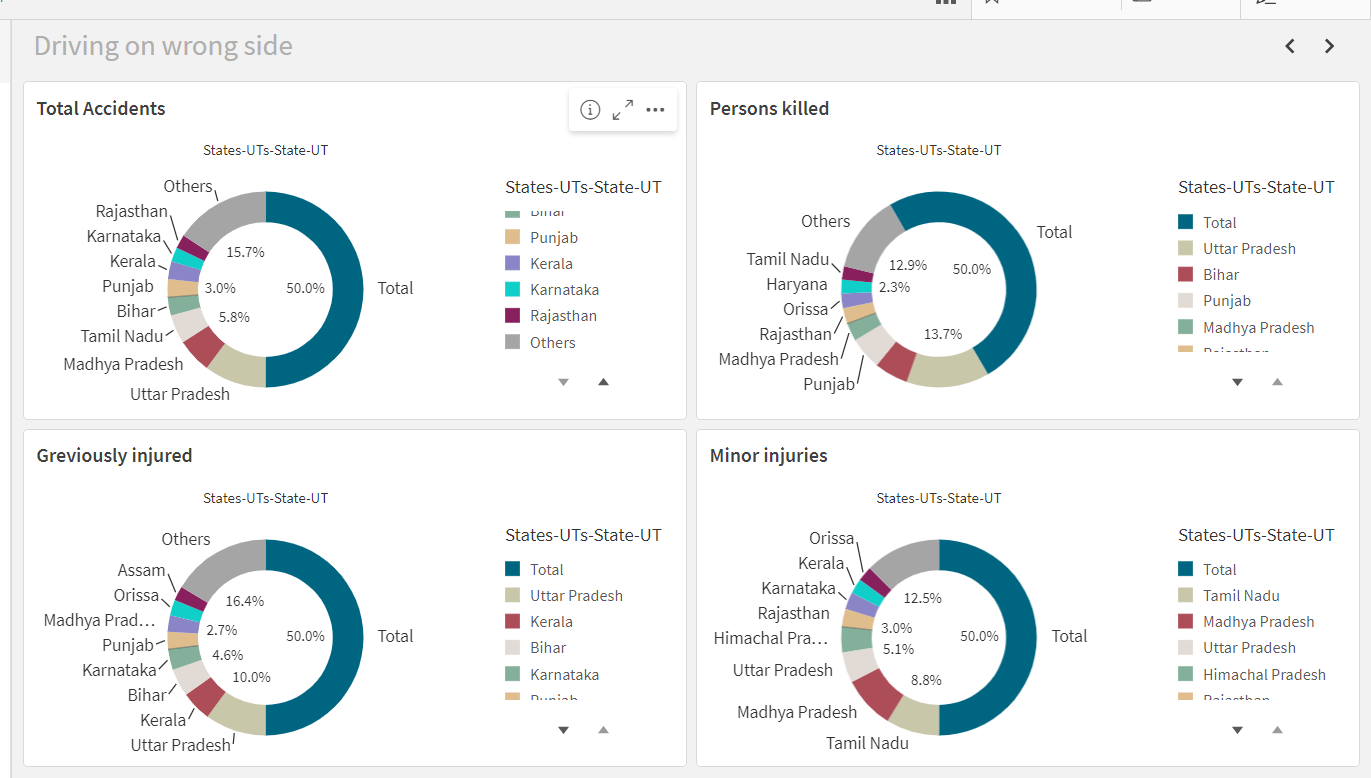 Driving on wrong side
Total Accidents
States-UTs-State-UT
Others
Rajasthan
Karnataka
Kerala
Punjab
Bihar
Tamil Nadu
Madhya Pradesh
Uttar Pradesh
Total
15.7%
3.0%
5.8%
50.0%
States-UTs-State-UT
Bihar
Punjab
Kerala
Karnataka
Rajasthan
Others
Persons killed
States-UTs-State-UT
Others
Tamil Nadu
Haryana
Orissa
Rajasthan
Madhya Pradesh
Punjab
Total
12.9%
50.0%
2.3%
13.7%
States-UTs-State-UT
Total
Uttar Pradesh
Bihar
Punjab
Madhya Pradesh
Rajasthan
Greviously injured
States-UTs-State-UT
Others
Assam
Orissa
Madhya Prad...
Punjab
Karnataka
Bihar
Kerala
Uttar Pradesh
Total
16.4%
2.7%
50.0%
4.6%
10.0%
States-UTs-State-UT
Total
Uttar Pradesh
Kerala
Bihar
Karnataka
Punjab
Minor injuries
States-UTs-State-UT
Orissa
Kerala
Karnataka
Rajasthan
Himachal Pra...
Uttar Pradesh
Madhya Pradesh
Tamil Nadu
Total
12.5%
3.0%
50.0%
5.1%
8.8%
States-UTs-State-UT
Total
Tamil Nadu
Madhya Pradesh
Uttar Pradesh
Himachal Pradesh
Rajasthan